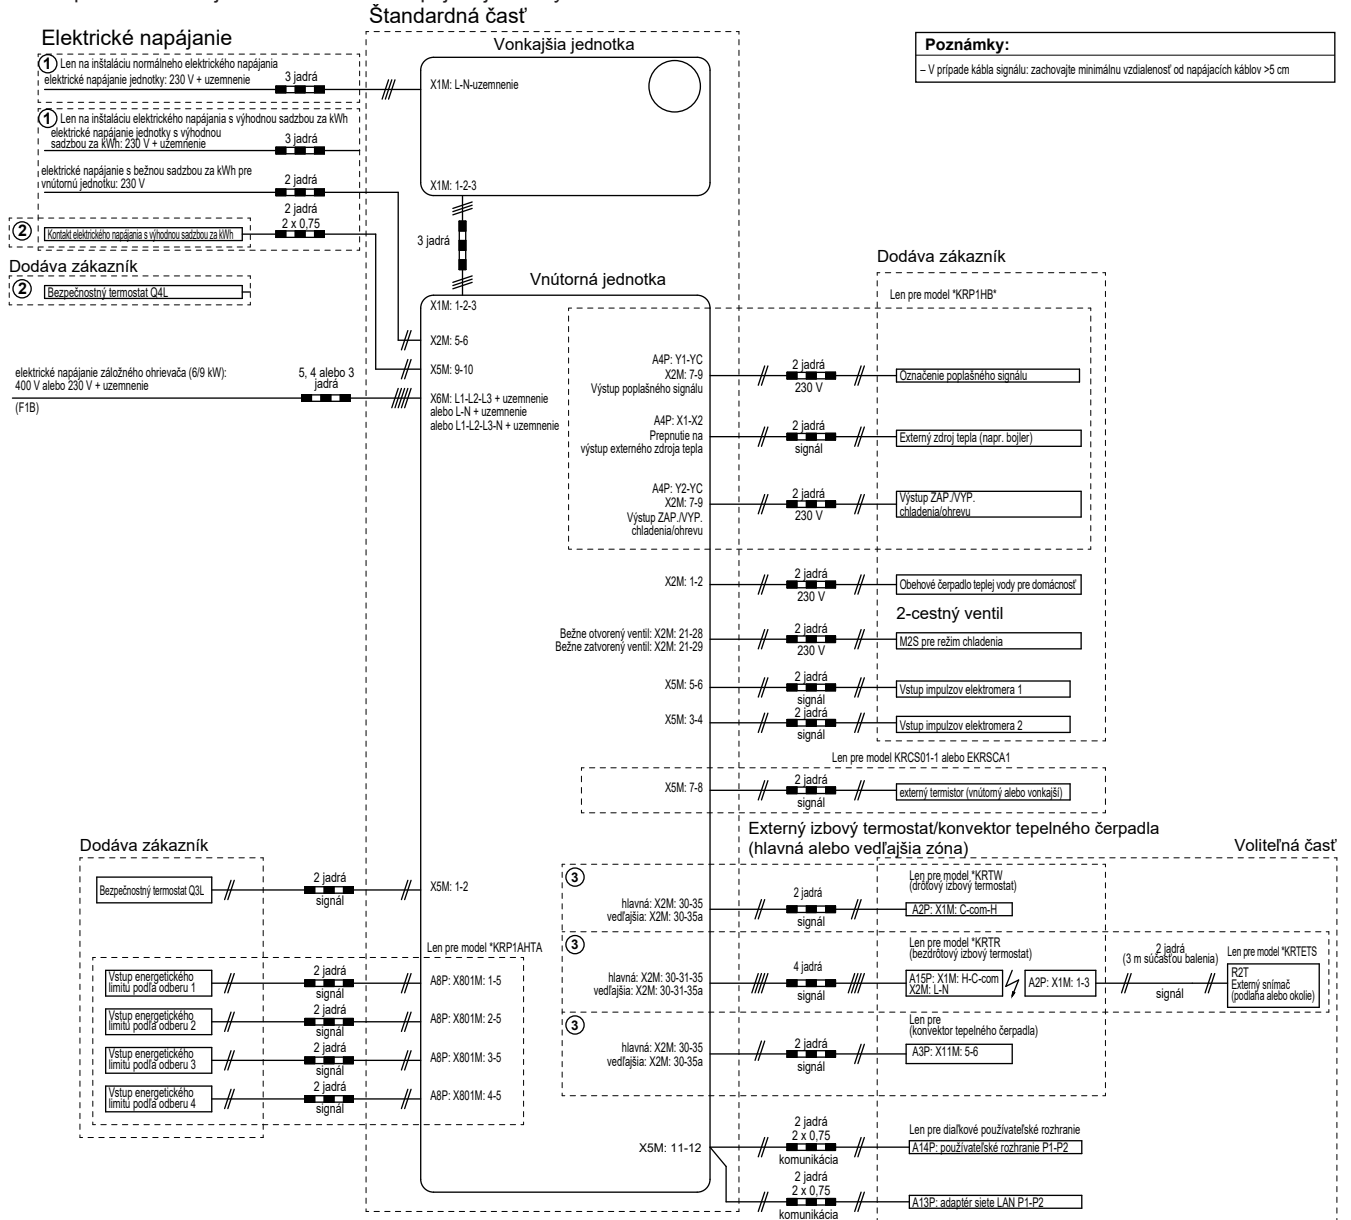 Štandardná časť
Elektrické napájanie
1 Len na inštaláciu normálneho elektrického napájania
elektrické napájanie jednotky: 230 V + uzemnenie
3 jadrá
1 Len na inštaláciu elektrického napájania s výhodnou sadzbou za kWh
elektrické napájanie jednotky s výhodnou
sadzbou za kWh: 230 V + uzemnenie
3 jadrá
elektrické napájanie s bežnou sadzbou za kWh pre
vnútornú jednotku: 230 V
2 jadrá
2 jadrá
2 x 0,75
2
Kontakt elektrického napájania s výhodnou sadzbou za kWh
Dodáva zákazník
2
Bezpečnostný termostat Q4L
elektrické napájanie záložného ohrievača (6/9 kW):
400 V alebo 230 V + uzemnenie
(F1B)
5, 4 alebo 3
jadrá
Vonkajšia jednotka
X1M: L-N-uzemnenie
X1M: 1-2-3
3 jadrá
Vnútorná jednotka
X1M: 1-2-3
X2M: 5-6
X5M: 9-10
X6M: L1-L2-L3 + uzemnenie
alebo L-N + uzemnenie
alebo L1-L2-L3-N + uzemnenie
Poznámky:
– V prípade kábla signálu: zachovajte minimálnu vzdialenosť od napájacích káblov >5 cm
Dodáva zákazník
Len pre model *KRP1HB*
A4P: Y1-YC
X2M: 7-9
Výstup poplašného signálu
2 jadrá
230 V
Označenie poplašného signálu
A4P: X1-X2
Prepnutie na
výstup externého zdroja tepla
2 jadrá
signál
Externý zdroj tepla (napr. bojler)
A4P: Y2-YC
X2M: 7-9
Výstup ZAP./VYP.
chladenia/ohrevu
2 jadrá
230 V
Výstup ZAP./VYP.
chladenia/ohrevu
X2M: 1-2
2 jadrá
230 V
Obehové čerpadlo teplej vody pre domácnosť
2-cestný ventil
Bežne otvorený ventil: X2M: 21-28
Bežne zatvorený ventil: X2M: 21-29
2 jadrá
230 V
M2S pre režim chladenia
X5M: 5-6
2 jadrá
signál
Vstup impulzov elektromera 1
X5M: 3-4
2 jadrá
signál
Vstup impulzov elektromera 2
Len pre model KRCS01-1 alebo EKRSCA1
X5M: 7-8
2 jadrá
signál
externý termistor (vnútorný alebo vonkajší)
Externý izbový termostat/konvektor tepelného čerpadla
(hlavná alebo vedľajšia zóna)
Voliteľná časť
3
hlavná: X2M: 30-35
vedľajšia: X2M: 30-35a
2 jadrá
signál
Len pre model *KRTW
(drôtový izbový termostat)
A2P: X1M: C-com-H
3
hlavná: X2M: 30-31-35
vedľajšia: X2M: 30-31-35a
4 jadrá
signál
Len pre model *KRTR
(bezdrôtový izbový termostat)
A15P: X1M: H-C-com
X2M: L-N
A2P: X1M: 1-3
2 jadrá
(3 m súčasťou balenia)
signál
Len pre model *KRTETS
R2T
Externý snímač
(podlaha alebo okolie)
3
hlavná: X2M: 30-35
vedľajšia: X2M: 30-35a
2 jadrá
signál
Len pre
(konvektor tepelného čerpadla)
A3P: X11M: 5-6
X5M: 11-12
2 jadrá
2 x 0,75
komunikácia
Len pre diaľkové používateľské rozhranie
A14P: používateľské rozhranie P1-P2
2 jadrá
2 x 0,75
komunikácia
A13P: adaptér siete LAN P1-P2
Dodáva zákazník
Bezpečnostný termostat Q3L
2 jadrá
signál
X5M: 1-2
Len pre model *KRP1AHTA
Vstup energetického
limitu podľa odberu 1
2 jadrá
signál
A8P: X801M: 1-5
Vstup energetického
limitu podľa odberu 2
2 jadrá
signál
A8P: X801M: 2-5
Vstup energetického
limitu podľa odberu 3
2 jadrá
signál
A8P: X801M: 3-5
Vstup energetického
limitu podľa odberu 4
2 jadrá
signál
A8P: X801M: 4-5